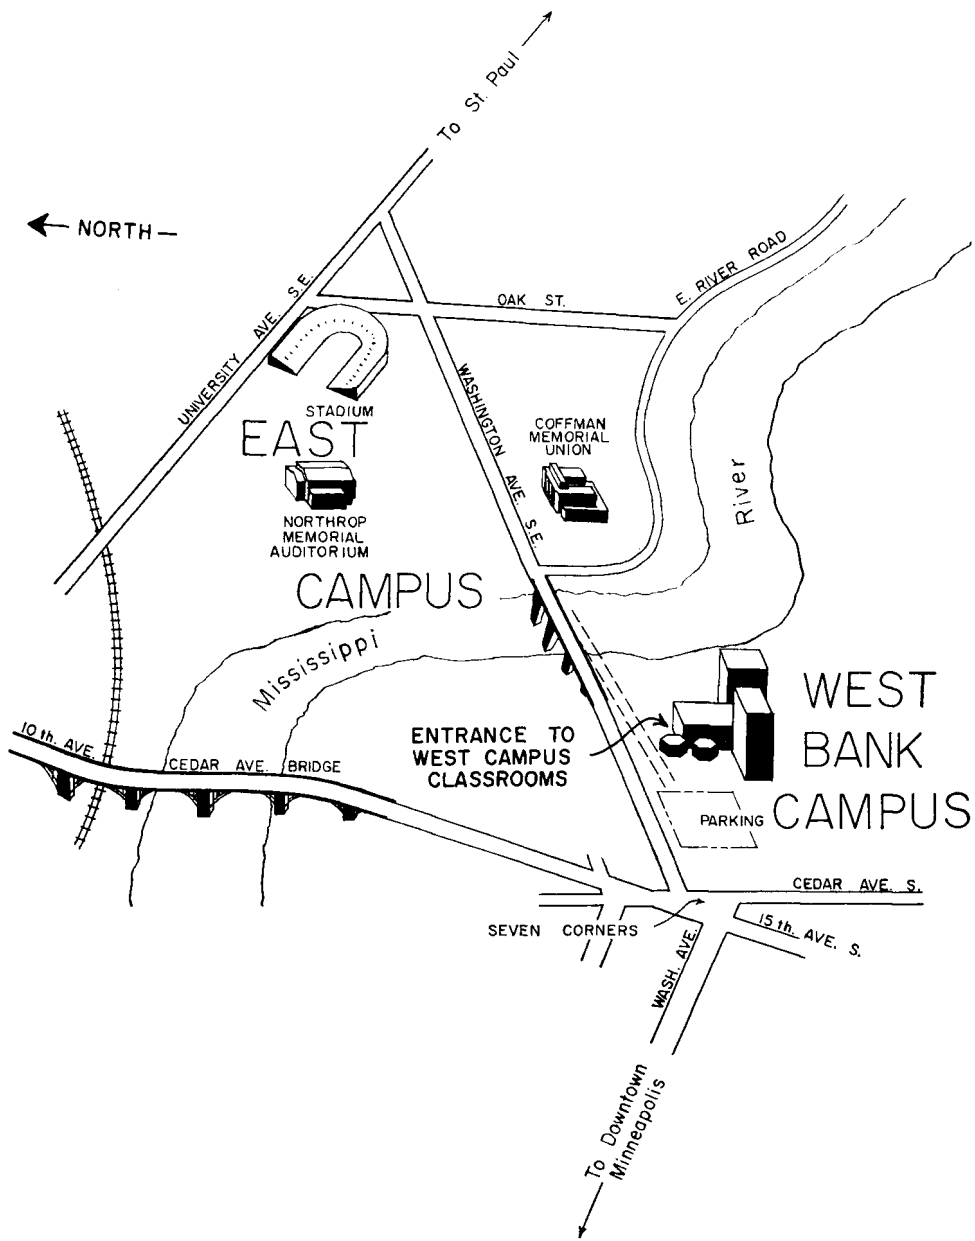 To St. Paul
NORTH
UNIVERSITY AVE. S.E.
OAK ST.
E. RIVER ROAD
STADIUM
EAST
WASHINGTON AVE. S.E.
COFFMAN
MEMORIAL
UNION
River
NORTHROP
MEMORIAL
AUDITORIUM
CAMPUS
Mississippi
WEST
BANK
CAMPUS
ENTRANCE TO
WEST CAMPUS
CLASSROOMS
10th. AVE.
CEDAR AVE. BRIDGE
PARKING
CEDAR AVE. S.
SEVEN CORNERS
15th. AVE. S.
WASH. AVE.
To Downtown
Minneapolis